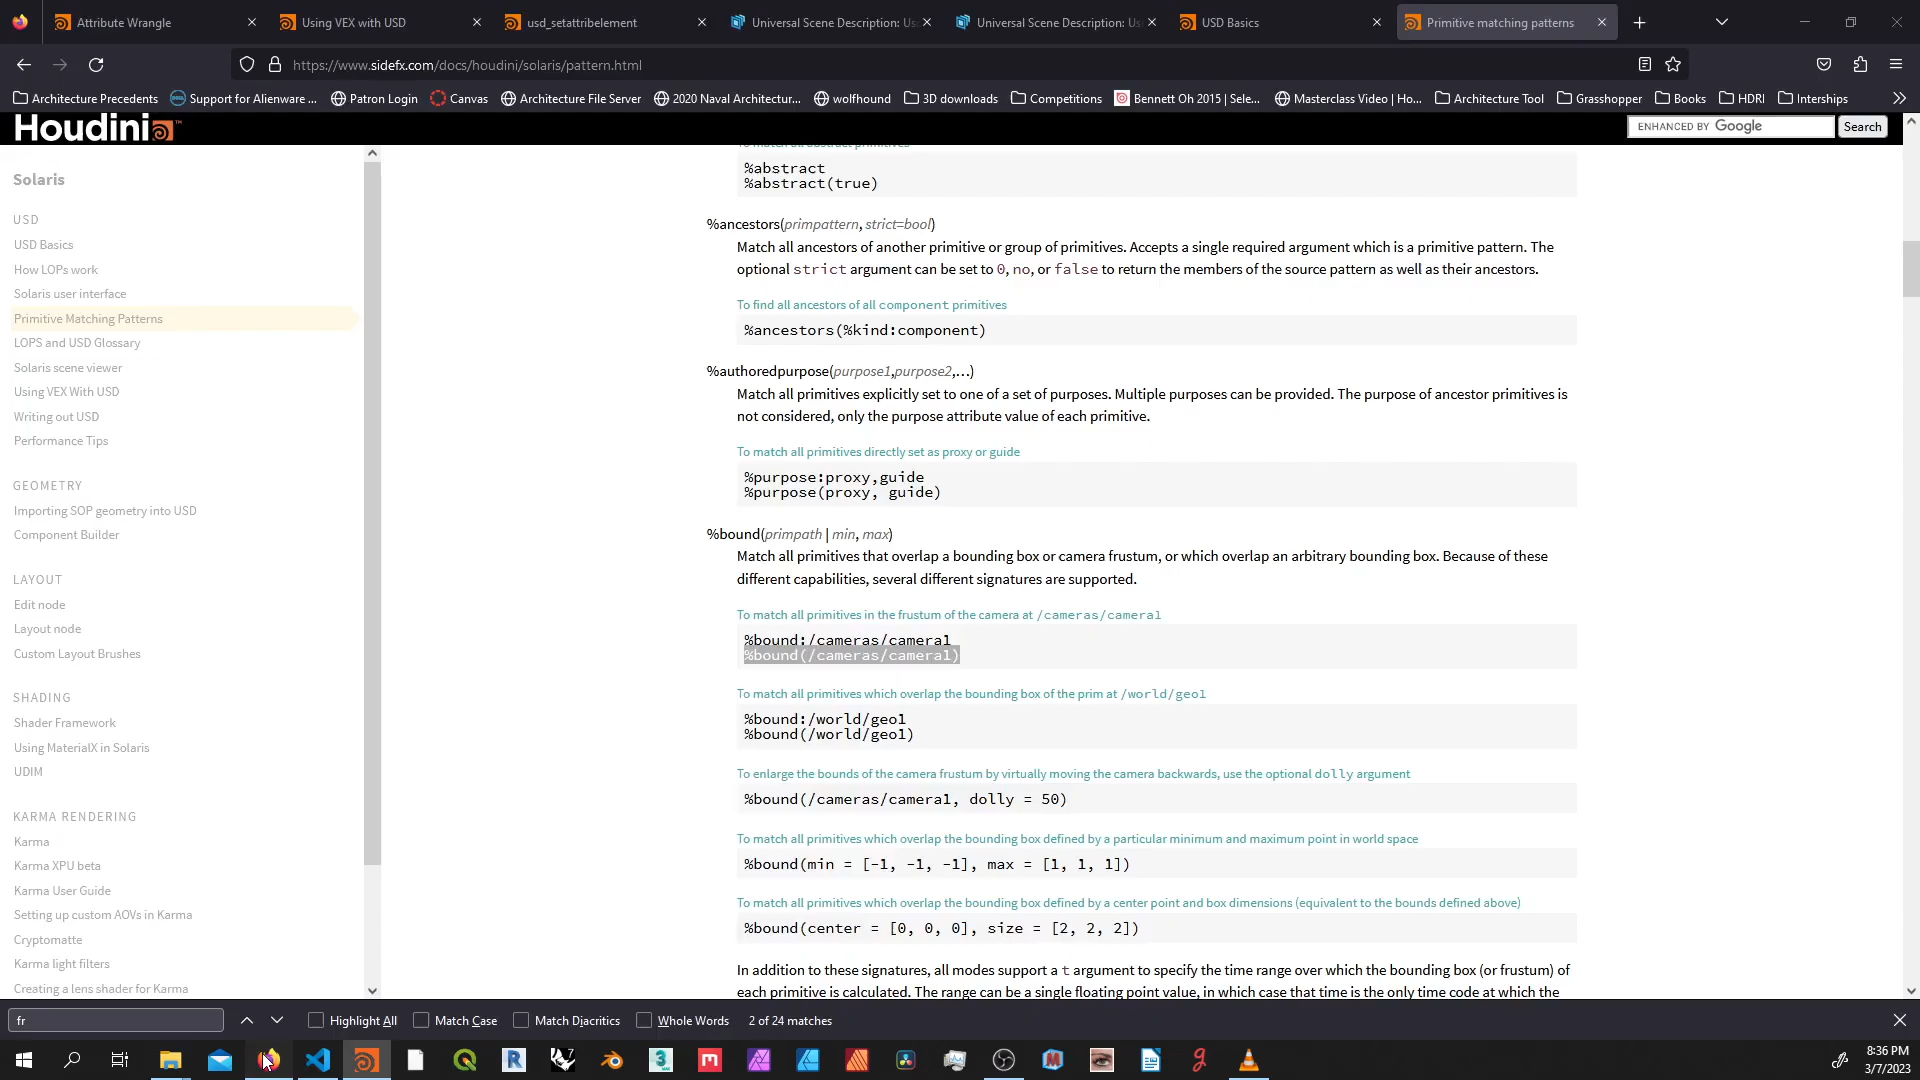 Attribute Wrangle
Using VEX with USD
usd_setattribelement
Universal Scene Description: Us
Universal Scene Description: Us
USD Basics
Primitive matching patterns
https://www.sidefx.com/docs/houdini/solaris/pattern.html
Architecture Precedents
Support for Alienware ...
Patron Login
Canvas
Architecture File Server
2020 Naval Architectur...
wolfhound
3D downloads
Competitions
Bennett Oh 2015 | Sele...
Masterclass Video | Ho...
Architecture Tool
Grasshopper
Books
HDRI
Interships
Houdini
ENHANCED BY Google
Search
Solaris
USD
USD Basics
How LOPs work
Solaris user interface
Primitive Matching Patterns
LOPS and USD Glossary
Solaris scene viewer
Using VEX With USD
Writing out USD
Performance Tips
GEOMETRY
Importing SOP geometry into USD
Component Builder
LAYOUT
Edit node
Layout node
Custom Layout Brushes
SHADING
Shader Framework
Using MaterialX in Solaris
UDIM
KARMA RENDERING
Karma
Karma XPU beta
Karma User Guide
Setting up custom AOVs in Karma
Cryptomatte
Karma light filters
Creating a lens shader for Karma
To match all abstract primitives
%abstract
%abstract(true)
%ancestors(primpattern, strict=bool)
Match all ancestors of another primitive or group of primitives. Accepts a single required argument which is a primitive pattern. The
optional strict argument can be set to 0, no, or false to return the members of the source pattern as well as their ancestors.
To find all ancestors of all component primitives
%ancestors(%kind:component)
%authoredpurpose(purpose1,purpose2,...)
Match all primitives explicitly set to one of a set of purposes. Multiple purposes can be provided. The purpose of ancestor primitives is
not considered, only the purpose attribute value of each primitive.
To match all primitives directly set as proxy or guide
%purpose:proxy,guide
%purpose(proxy, guide)
%bound(primpath | min, max)
Match all primitives that overlap a bounding box or camera frustum, or which overlap an arbitrary bounding box. Because of these
different capabilities, several different signatures are supported.
To match all primitives in the frustum of the camera at /cameras/camera1
%bound:/cameras/camera1
%bound(/cameras/camera1)
To match all primitives which overlap the bounding box of the prim at /world/geo1
%bound:/world/geo1
%bound(/world/geo1)
To enlarge the bounds of the camera frustum by virtually moving the camera backwards, use the optional dolly argument
%bound(/cameras/camera1, dolly = 50)
To match all primitives which overlap the bounding box defined by a particular minimum and maximum point in world space
%bound(min = [-1, -1, -1], max = [1, 1, 1])
To match all primitives which overlap the bounding box defined by a center point and box dimensions (equivalent to the bounds defined above)
%bound(center = [0, 0, 0], size = [2, 2, 2])
In addition to these signatures, all modes support a t argument to specify the time range over which the bounding box (or frustum) of
each primitive is calculated. The range can be a single floating point value, in which case that time is the only time code at which the
fr
Highlight All
Match Case
Match Diacritics
Whole Words
2 of 24 matches
8:36 PM
3/7/2023